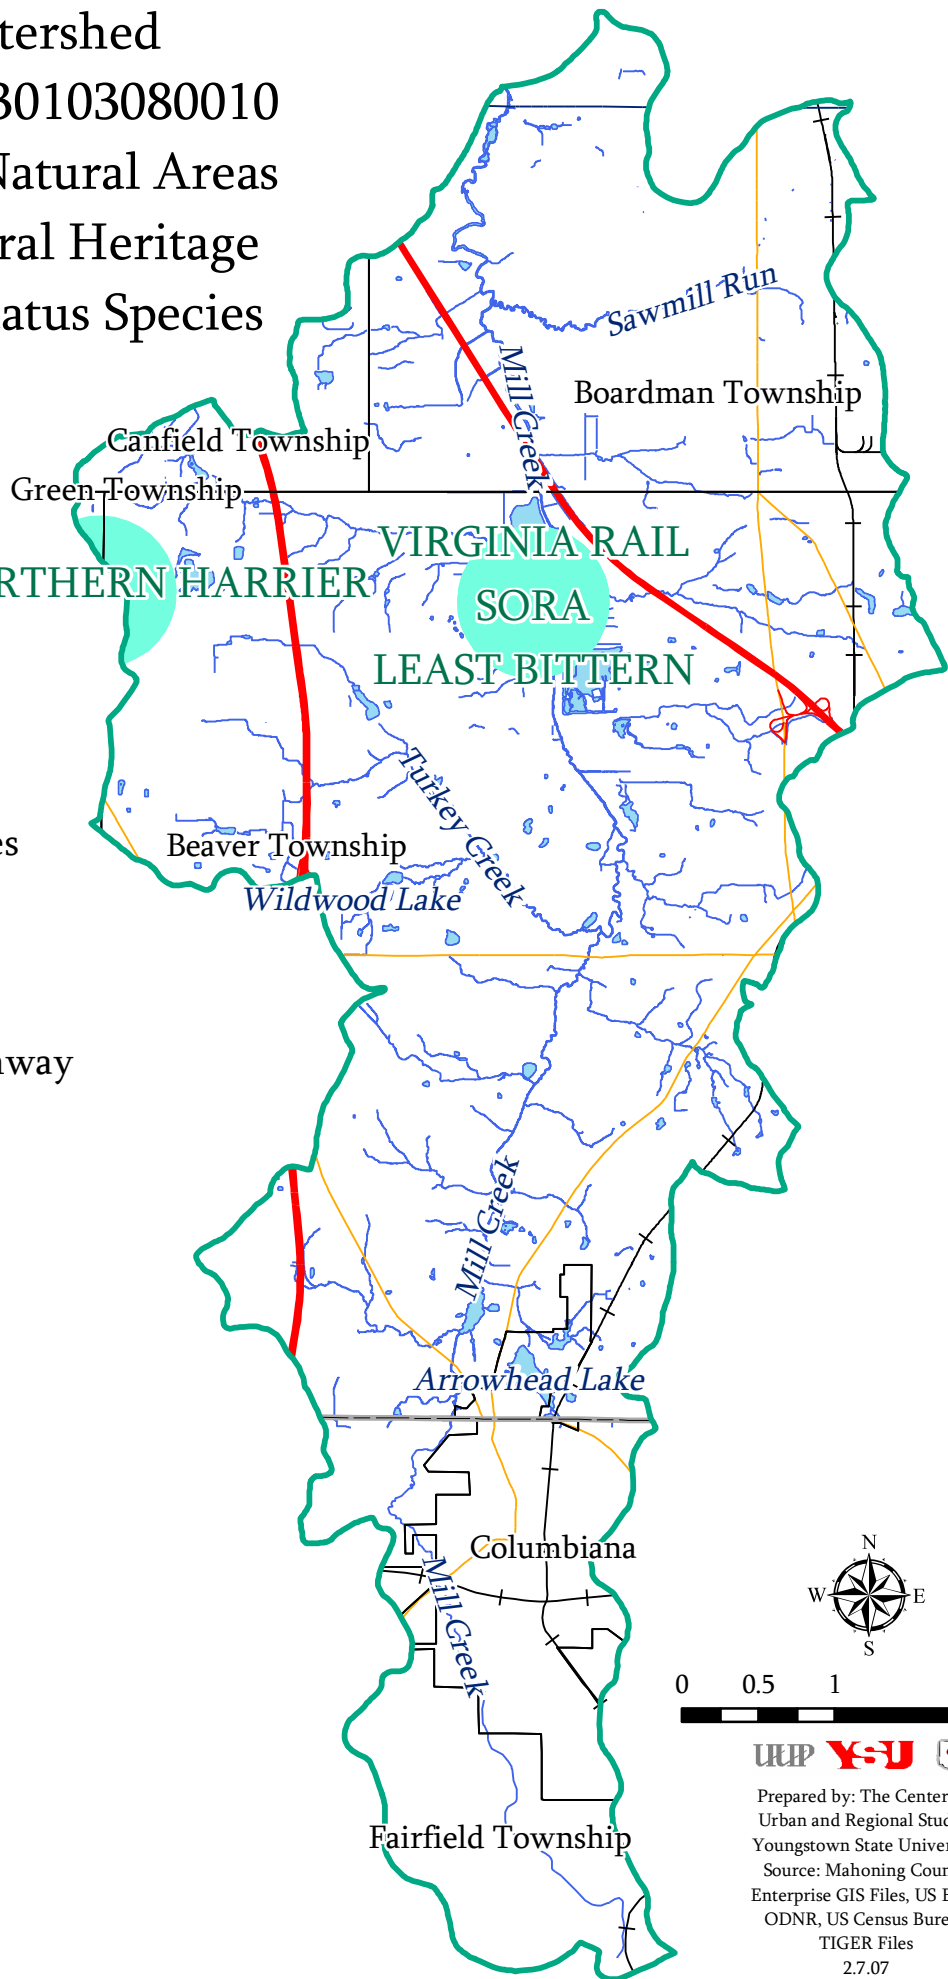 tershed
30103080010
Natural Areas
ral Heritage
atus Species
Sawmill Run
Mill Creek
Boardman Township
Canfield Township
Green Township
VIRGINIA RAIL
RTHERN HARRIER
SORA
LEAST BITTERN
Turkey Creek
es
Beaver Township
Wildwood Lake
way
Mill Creek
Arrowhead Lake
Columbiana
Mill Creek
N
W E
S
0 0.5 1
UUP YSU
Fairfield Township
Prepared by: The Center
Urban and Regional Stud
Youngstown State Univer
Source: Mahoning Coun
Enterprise GIS Files, US E
ODNR, US Census Bure
TIGER Files
2.7.07